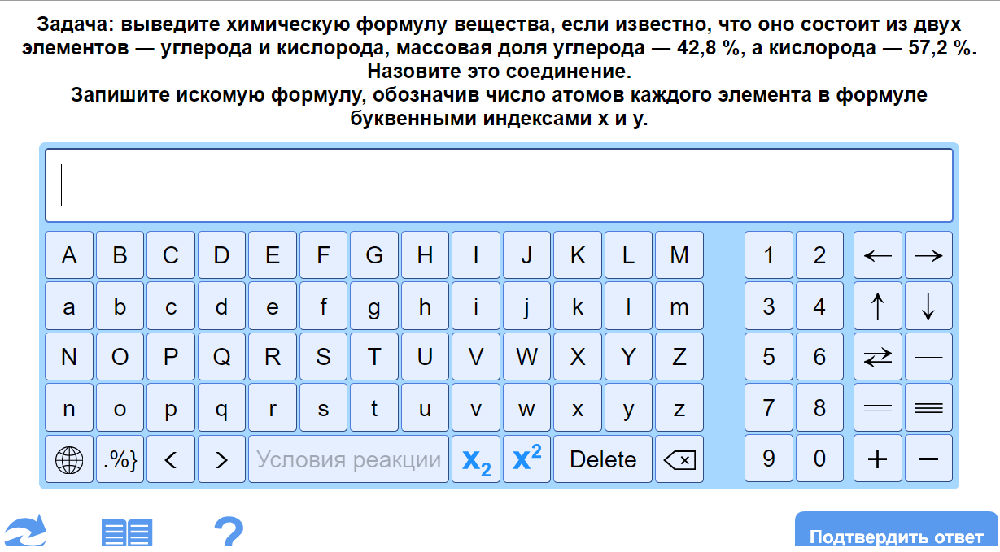 Задача: выведите химическую формулу вещества, если известно, что оно состоит из двух
элементов — углерода и кислорода, массовая доля углерода — 42,8 %, а кислорода — 57,2 %.
Назовите это соединение.
Запишите искомую формулу, обозначив число атомов каждого элемента в формуле
буквенными индексами x и y.
A B C D E F G H I J K L M 1 2 ← →
a b c d e f g h i j k l m 3 4 ↑ ↓
N O P Q R S T U V W X Y Z 5 6 ⇄ —
n o p q r s t u v w x y z 7 8 = ≡
.%} < > Условия реакции X₂ X² Delete 9 0 + −
? Подтвердить ответ